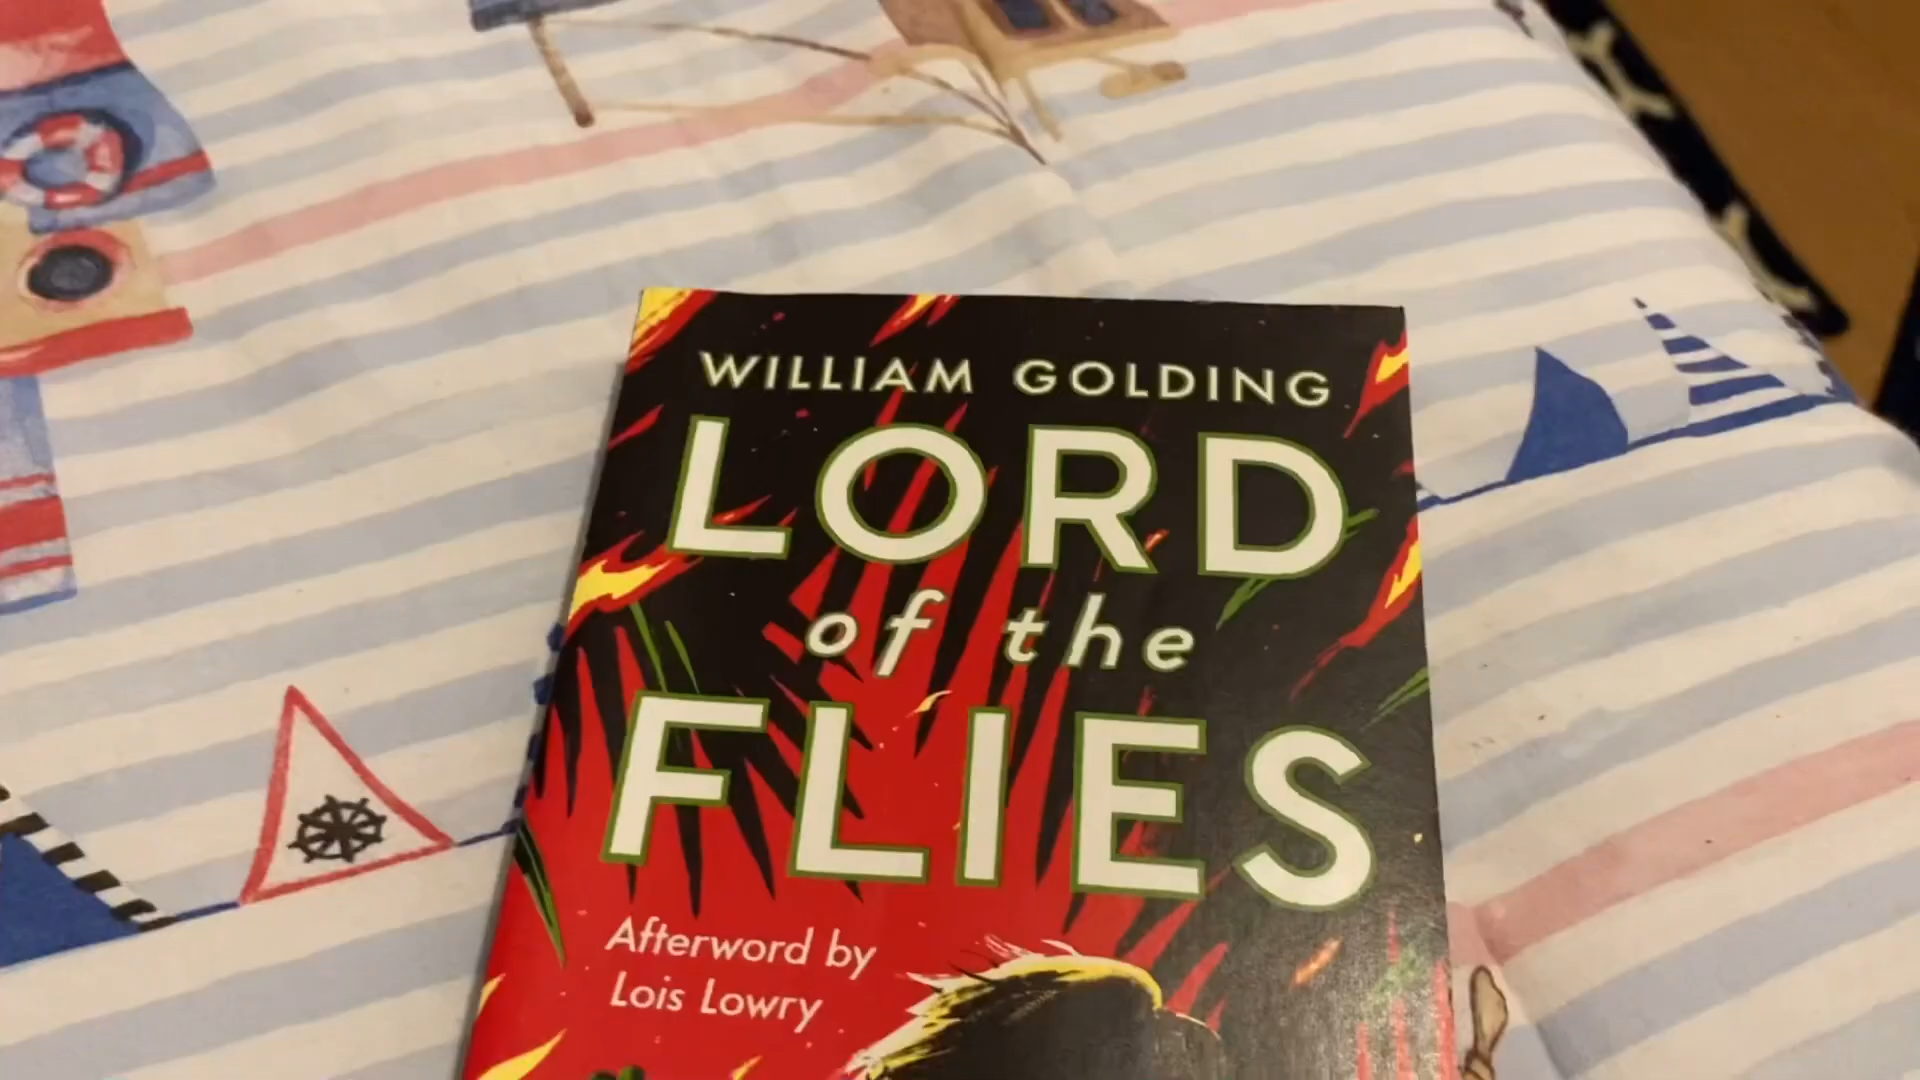 WILLIAM GOLDING
LORD
of the
FLIES
Afterword by
Lois Lowry